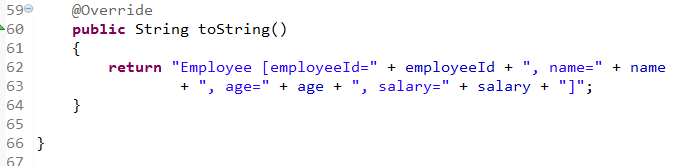 59 @Override
60 public String toString()
61 {
62 return "Employee [employeeId=" + employeeId + ", name=" + name
63 + ", age=" + age + ", salary=" + salary + "]";
64 }
65
66 }
67